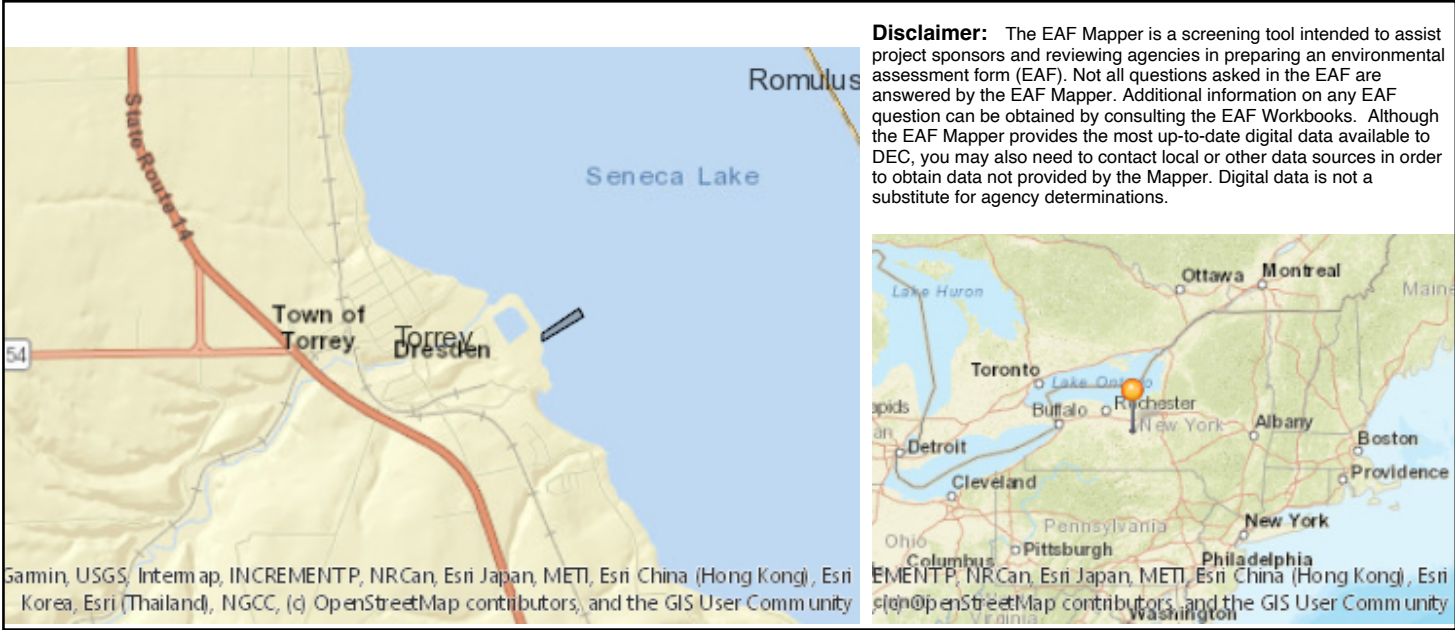 Romulus
State Route 14
Seneca Lake
Town of
Torrey
Torrey
Dresden
54
Garmin, USGS, Intermap, INCREMENT P, NRCan, Esri Japan, METI, Esri China (Hong Kong), Esri
Korea, Esri (Thailand), NGCC, (c) OpenStreetMap contributors, and the GIS User Community
Disclaimer: The EAF Mapper is a screening tool intended to assist
project sponsors and reviewing agencies in preparing an environmental
assessment form (EAF). Not all questions asked in the EAF are
answered by the EAF Mapper. Additional information on any EAF
question can be obtained by consulting the EAF Workbooks. Although
the EAF Mapper provides the most up-to-date digital data available to
DEC, you may also need to contact local or other data sources in order
to obtain data not provided by the Mapper. Digital data is not a
substitute for agency determinations.
Ottawa
Montreal
Lake Huron
Maine
Toronto
Lake Ontario
apids
Buffalo
Rochester
an
New York
Albany
Detroit
Boston
Providence
Cleveland
New York
Pennsylvania
Ohio
Pittsburgh
Columbus
Philadelphia
EMENT P, NRCan, Esri Japan, METI, Esri China (Hong Kong), Esri
(c) OpenStreetMap contributors, and the GIS User Community
Virginia
Washington